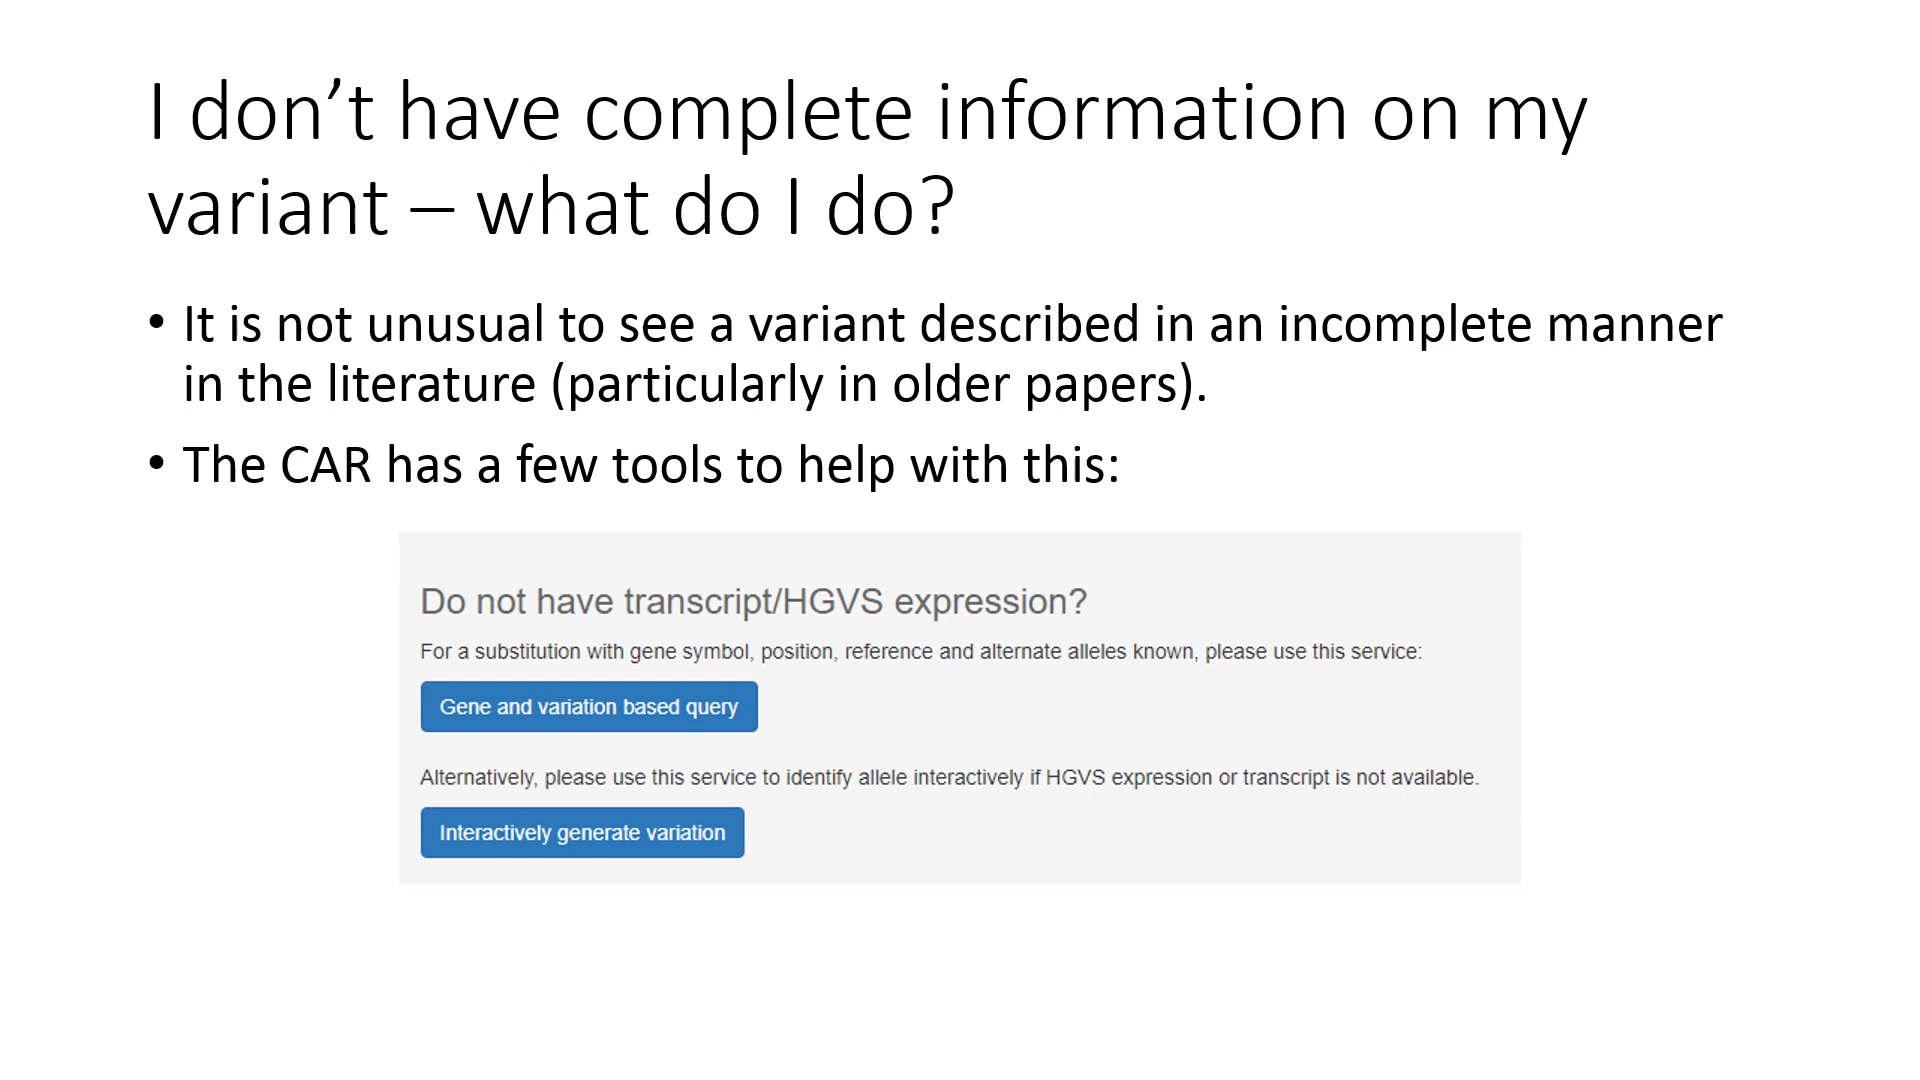 I don’t have complete information on my
variant – what do I do?
• It is not unusual to see a variant described in an incomplete manner
in the literature (particularly in older papers).
• The CAR has a few tools to help with this:
Do not have transcript/HGVS expression?
For a substitution with gene symbol, position, reference and alternate alleles known, please use this service:
Gene and variation based query
Alternatively, please use this service to identify allele interactively if HGVS expression or transcript is not available.
Interactively generate variation